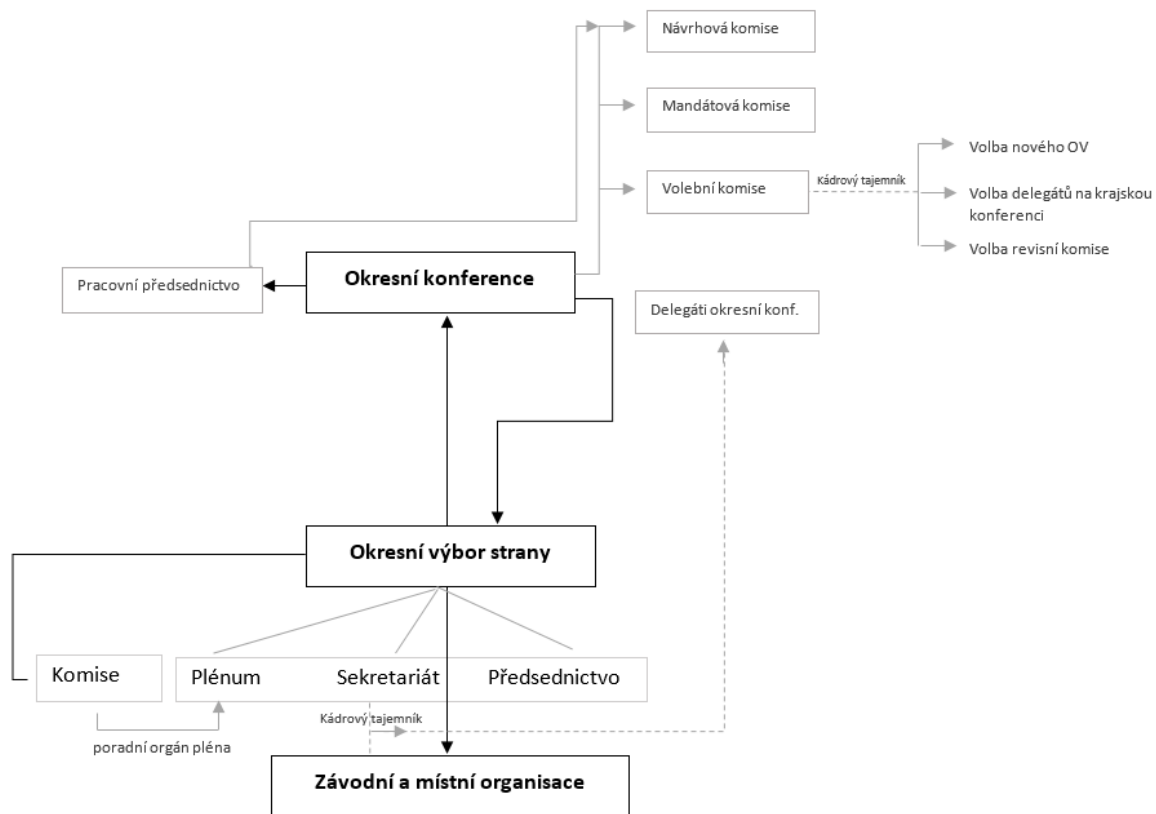 Návrhová komise
Mandátová komise
Volební komise
Kádrový tajemník
Volba nového OV
Volba delegátů na krajskou
konferenci
Volba revisní komise
Pracovní předsednictvo
Okresní konference
Delegáti okresní konf.
Okresní výbor strany
Komise
Plénum
Sekretariát
Předsednictvo
Kádrový tajemník
poradní orgán pléna
Závodní a místní organisace